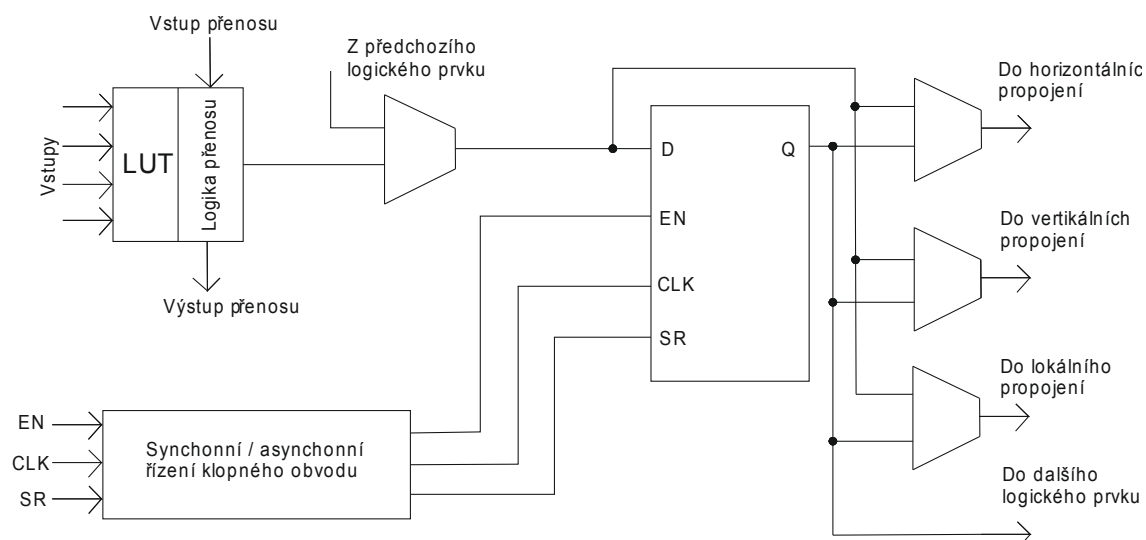 Vstup přenosu
Z předchozího
logického prvku
Do horizontálníc
propojení
Vstupy
LUT
Logika přenosu
D
Q
EN
CLK
SR
Do vertikálních
propojení
Výstup přenosu
Do lokálního
propojení
EN
CLK
SR
Synchonní / asynchonní
řízení klopného obvodu
Do dalšího
logického prvku